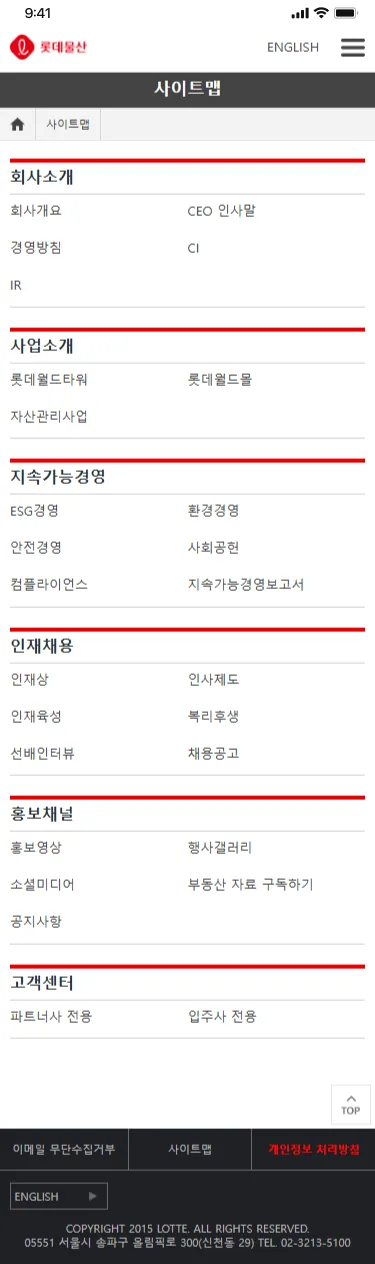 9:41
롯데물산
ENGLISH
사이트맵
사이트맵
회사소개
회사개요 CEO 인사말
경영방침 CI
IR
사업소개
롯데월드타워 롯데월드몰
자산관리사업
지속가능경영
ESG경영 환경경영
안전경영 사회공헌
컴플라이언스 지속가능경영보고서
인재채용
인재상 인사제도
인재육성 복리후생
선배인터뷰 채용공고
홍보채널
홍보영상 행사갤러리
소셜미디어 부동산 자료 구독하기
공지사항
고객센터
파트너사 전용 입주사 전용
TOP
이메일 무단수집거부 사이트맵 개인정보 처리방침
ENGLISH
COPYRIGHT 2015 LOTTE. ALL RIGHTS RESERVED.
05551 서울시 송파구 올림픽로 300(신천동 29) TEL. 02-3213-5100